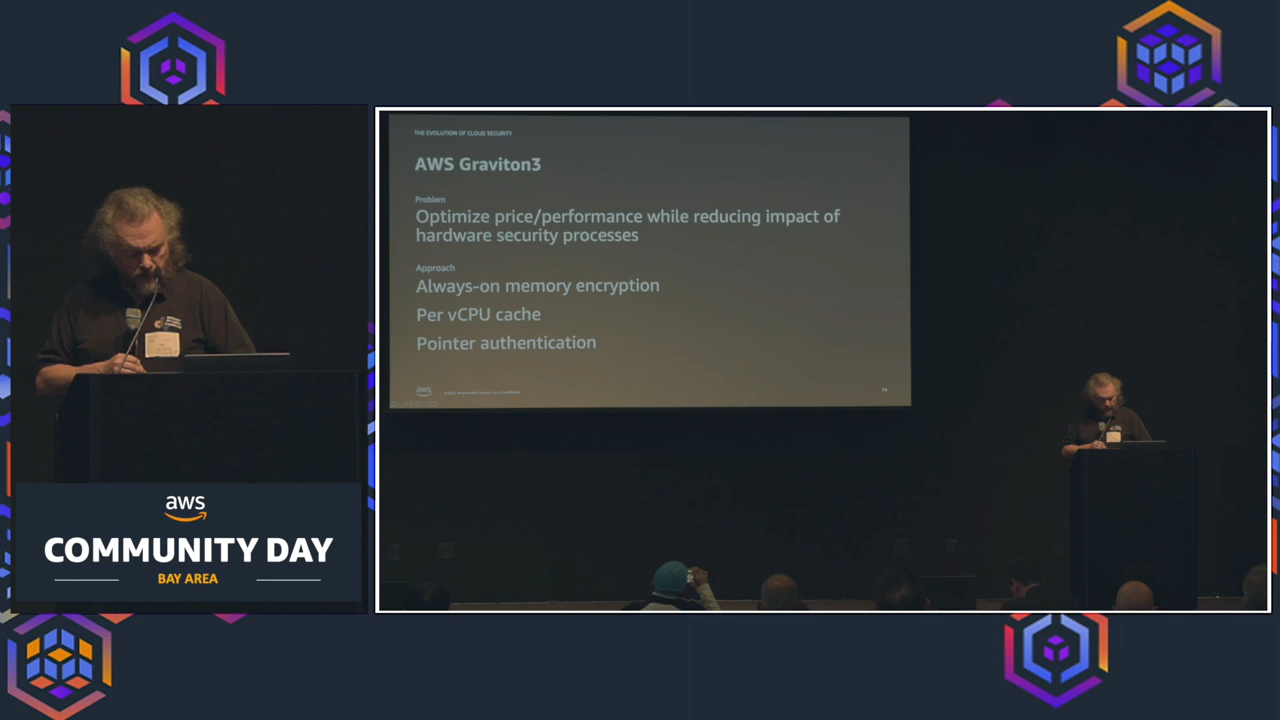 THE EVOLUTION OF CLOUD SECURITY
AWS Graviton3
Problem
Optimize price/performance while reducing impact of
hardware security processes
Approach
Always-on memory encryption
Per vCPU cache
Pointer authentication
aws
aws
COMMUNITY DAY
BAY AREA